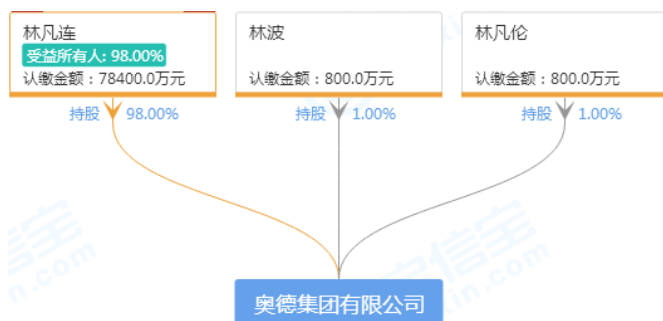 林凡连
受益所有人: 98.00%
认缴金额：78400.0万元
林波
认缴金额：800.0万元
林凡伦
认缴金额：800.0万元
持股 98.00%
持股 1.00%
持股 1.00%
奥德集团有限公司